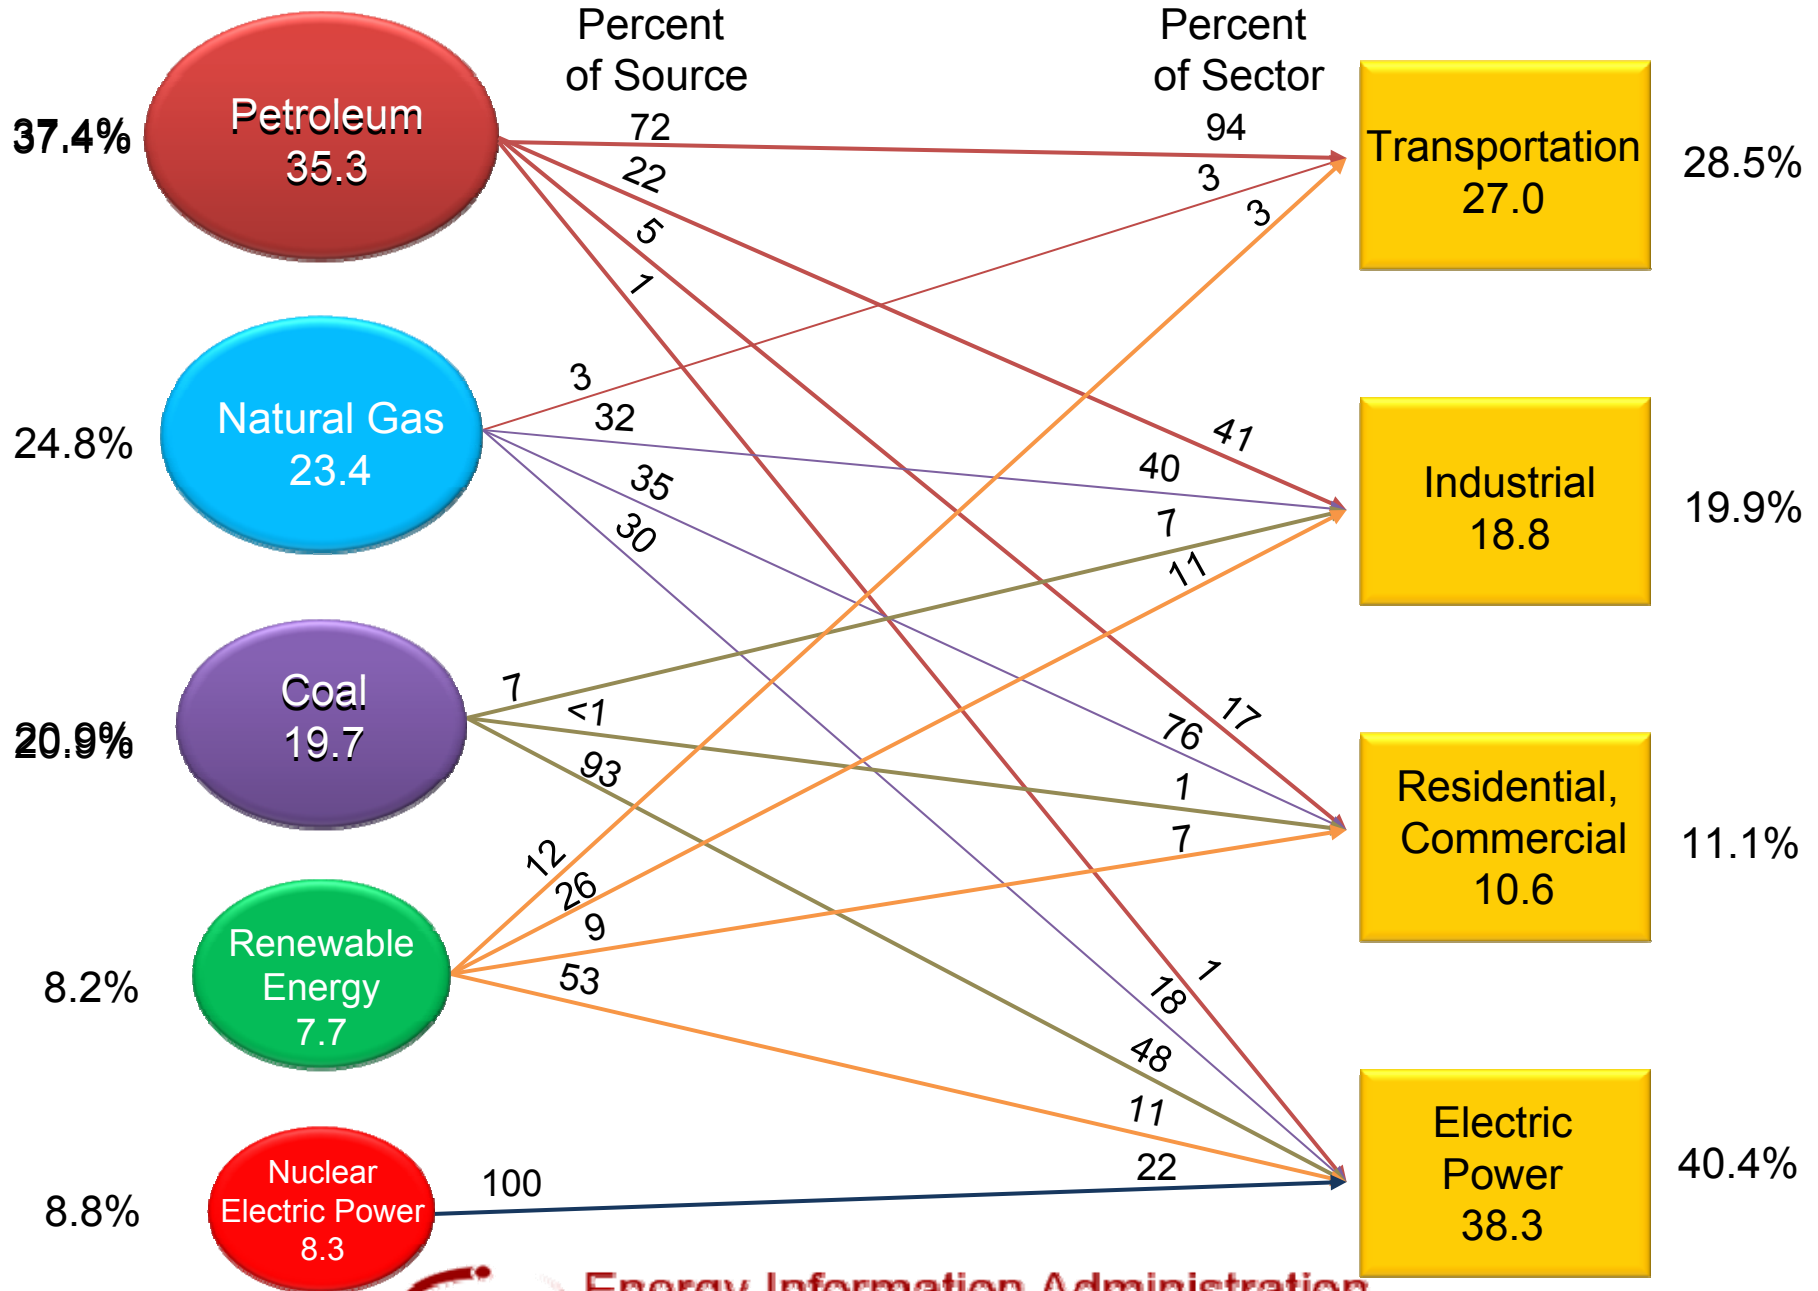 Percent
of Source
Percent
of Sector
37.4%
Petroleum
35.3
72
22
5
1
94
3
3
Transportation
27.0
28.5%
24.8%
Natural Gas
23.4
3
32
35
30
41
40
7
11
Industrial
18.8
19.9%
20.9%
Coal
19.7
7
<1
93
17
76
1
7
Residential,
Commercial
10.6
11.1%
8.2%
Renewable
Energy
7.7
12
26
9
53
1
18
48
11
22
Electric
Power
38.3
40.4%
8.8%
Nuclear
Electric Power
8.3
100
Energy Information Administration